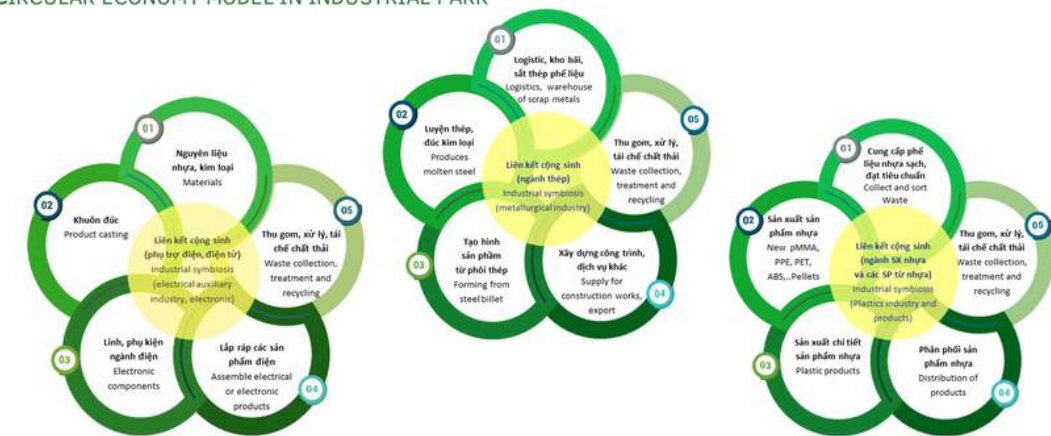 CIRCULAR ECONOMY MODEL IN INDUSTRIAL PARK
01
Nguyên liệu
nhựa, kim loại
Materials
02
Khuôn đúc
Product casting
Liên kết cộng sinh
(phụ trợ điện, điện tử)
Industrial symbiosis
(electrical auxiliary
industry, electronic)
05
Thu gom, xử lý, tái
chế chất thải
Waste collection,
treatment and
recycling
03
Linh, phụ kiện
ngành điện
Electronic
components
Lắp ráp các sản
phẩm điện
Assemble electrical
or electronic
products
04
01
Logistic, kho bãi,
sắt thép phế liệu
Logistics, warehouse
of scrap metals
02
Luyện thép,
đúc kim loại
Produces
molten steel
Liên kết cộng sinh
(ngành thép)
Industrial symbiosis
(metallurgical industry)
05
Thu gom, xử lý,
tái chế chất thải
Waste collection,
treatment and
recycling
03
Tạo hình
sản phầm
từ phôi thép
Forming from
steel billet
Xây dựng công trình,
dịch vụ khác
Supply for
construction works,
export
04
01
Cung cấp phế
liệu nhựa sạch,
đạt tiêu chuẩn
Collect and sort
Waste
02
Sản xuất sản
phẩm nhựa
New pMMA,
PPE, PET,
ABS,..Pellets
Liên kết cộng sinh
(ngành SX nhựa
và các SP từ nhựa)
Industrial symbiosis
(Plastics industry and
products)
05
Thu gom, xử lý,
tái chế chất thải
Waste collection,
treatment and
recycling
03
Sản xuất chi tiết
sản phẩm nhựa
Plastic products
Phân phối sản
phẩm nhựa
Distribution of
products
04